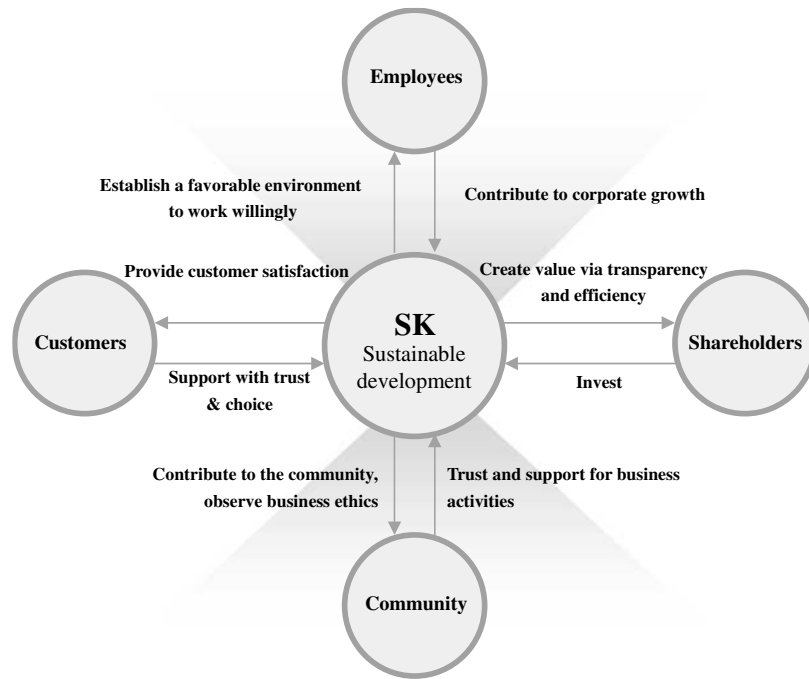 Employees
Establish a favorable environment
to work willingly
Contribute to corporate growth
Provide customer satisfaction
Create value via transparency
and efficiency
Customers
SK
Sustainable
development
Shareholders
Support with trust
& choice
Invest
Contribute to the community,
observe business ethics
Trust and support for business
activities
Community